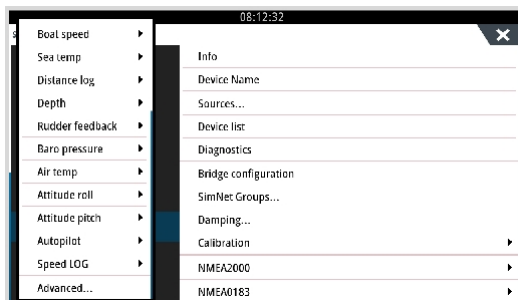 08:12:32
Boat speed
Sea temp
Distance log
Depth
Rudder feedback
Baro pressure
Air temp
Attitude roll
Attitude pitch
Autopilot
Speed LOG
Advanced...
Info
Device Name
Sources...
Device list
Diagnostics
Bridge configuration
SimNet Groups...
Damping...
Calibration
NMEA2000
NMEA0183